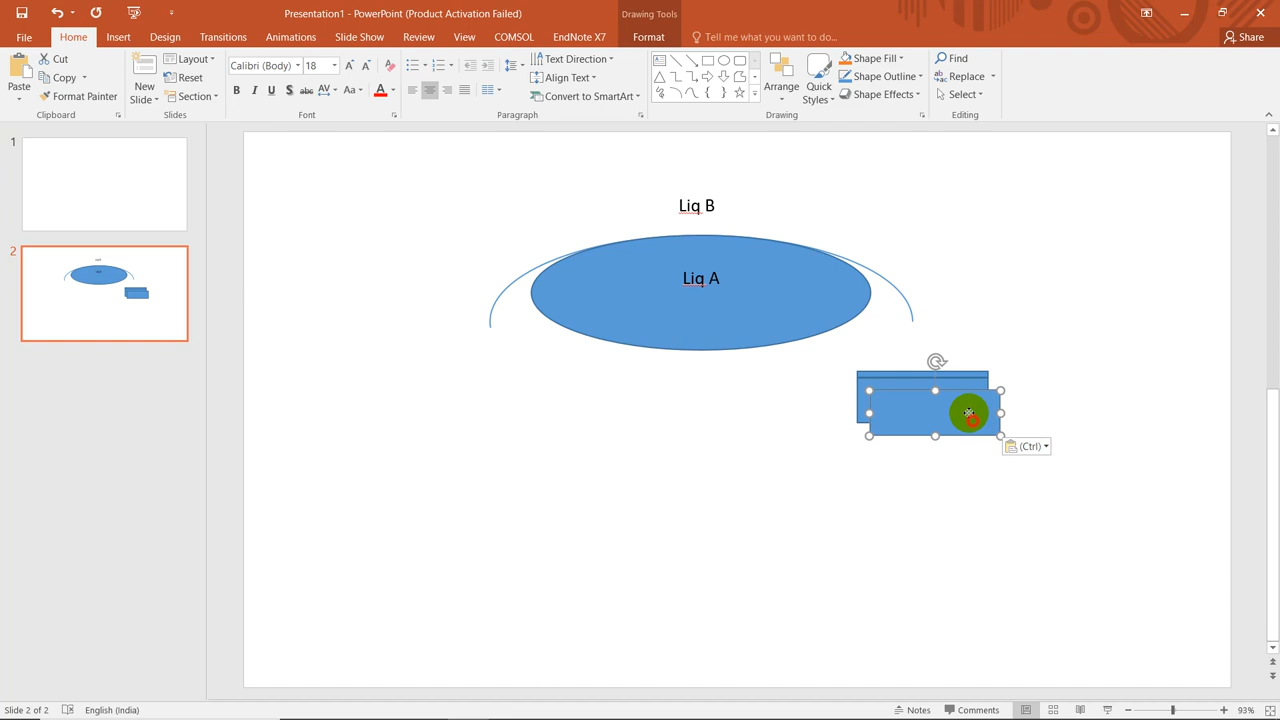 Presentation1 - PowerPoint (Product Activation Failed)
Drawing Tools
File Home Insert Design Transitions Animations Slide Show Review View COMSOL EndNote X7 Format Tell me what you want to do... Share
Paste
Cut
Copy
Format Painter
Clipboard
New Slide
Layout
Reset
Section
Slides
Calibri (Body) 18
B I U S abc AV Aa A
Font
Text Direction
Align Text
Convert to SmartArt
Paragraph
Arrange
Quick Styles
Shape Fill
Shape Outline
Shape Effects
Drawing
Find
Replace
Select
Editing
1
2
Liq B
Liq A
(Ctrl)
Slide 2 of 2 English (India) Notes Comments 93%